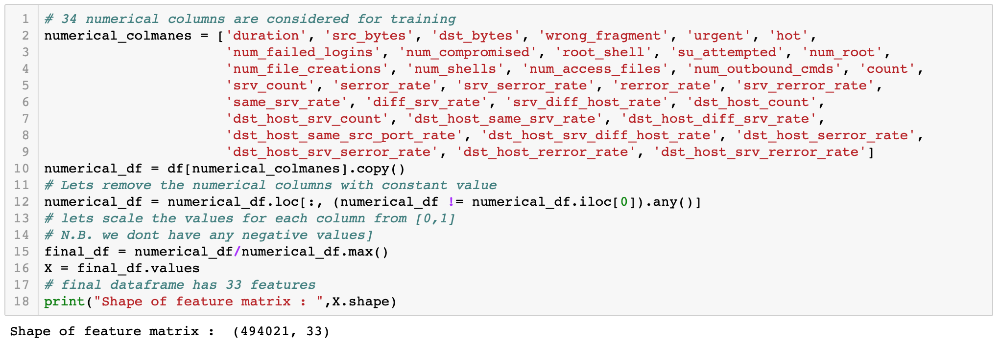 1 # 34 numerical columns are considered for training
2 numerical_colmanes = ['duration', 'src_bytes', 'dst_bytes', 'wrong_fragment', 'urgent', 'hot',
3 'num_failed_logins', 'num_compromised', 'root_shell', 'su_attempted', 'num_root',
4 'num_file_creations', 'num_shells', 'num_access_files', 'num_outbound_cmds', 'count',
5 'srv_count', 'serror_rate', 'srv_serror_rate', 'rerror_rate', 'srv_rerror_rate',
6 'same_srv_rate', 'diff_srv_rate', 'srv_diff_host_rate', 'dst_host_count',
7 'dst_host_srv_count', 'dst_host_same_srv_rate', 'dst_host_diff_srv_rate',
8 'dst_host_same_src_port_rate', 'dst_host_srv_diff_host_rate', 'dst_host_serror_rate',
9 'dst_host_srv_serror_rate', 'dst_host_rerror_rate', 'dst_host_srv_rerror_rate']
10 numerical_df = df[numerical_colmanes].copy()
11 # Lets remove the numerical columns with constant value
12 numerical_df = numerical_df.loc[:, (numerical_df != numerical_df.iloc[0]).any()]
13 # lets scale the values for each column from [0,1]
14 # N.B. we dont have any negative values]
15 final_df = numerical_df/numerical_df.max()
16 X = final_df.values
17 # final dataframe has 33 features
18 print("Shape of feature matrix : ",X.shape)
Shape of feature matrix :  (494021, 33)